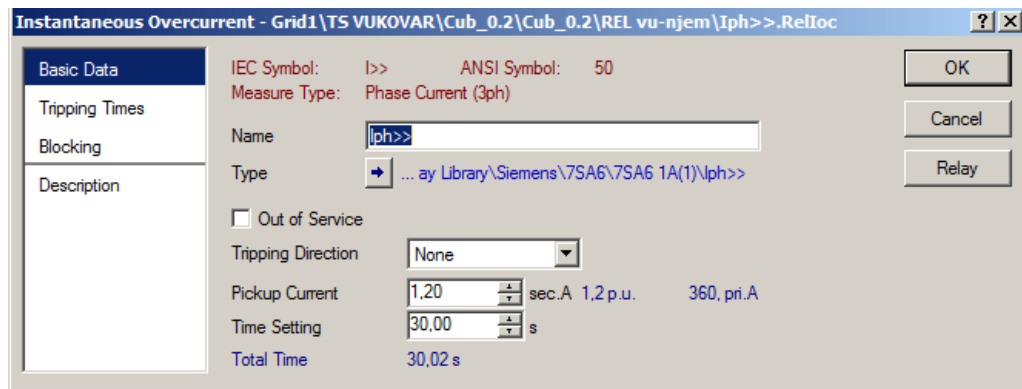 Instantaneous Overcurrent - Grid1\TS VUKOVAR\Cub_0.2\Cub_0.2\REL vu-njem\Iph>>.RelIoc
Basic Data
Tripping Times
Blocking
Description
IEC Symbol: I>> ANSI Symbol: 50
Measure Type: Phase Current (3ph)
Name Iph>>
Type ... ay Library\Siemens\7SA6\7SA6 1A(1)\Iph>>
Out of Service
Tripping Direction None
Pickup Current 1,20 sec.A 1,2 p.u. 360, pri.A
Time Setting 30,00 s
Total Time 30,02 s
OK
Cancel
Relay